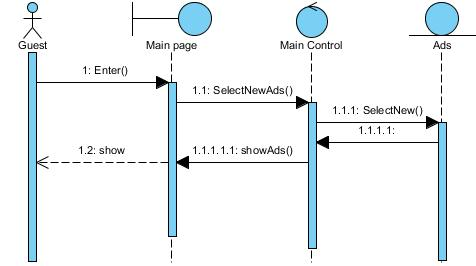 Guest
Main page
Main Control
Ads
1: Enter()
1.1: SelectNewAds()
1.1.1: SelectNew()
1.1.1.1:
1.2: show
1.1.1.1.1: showAds()